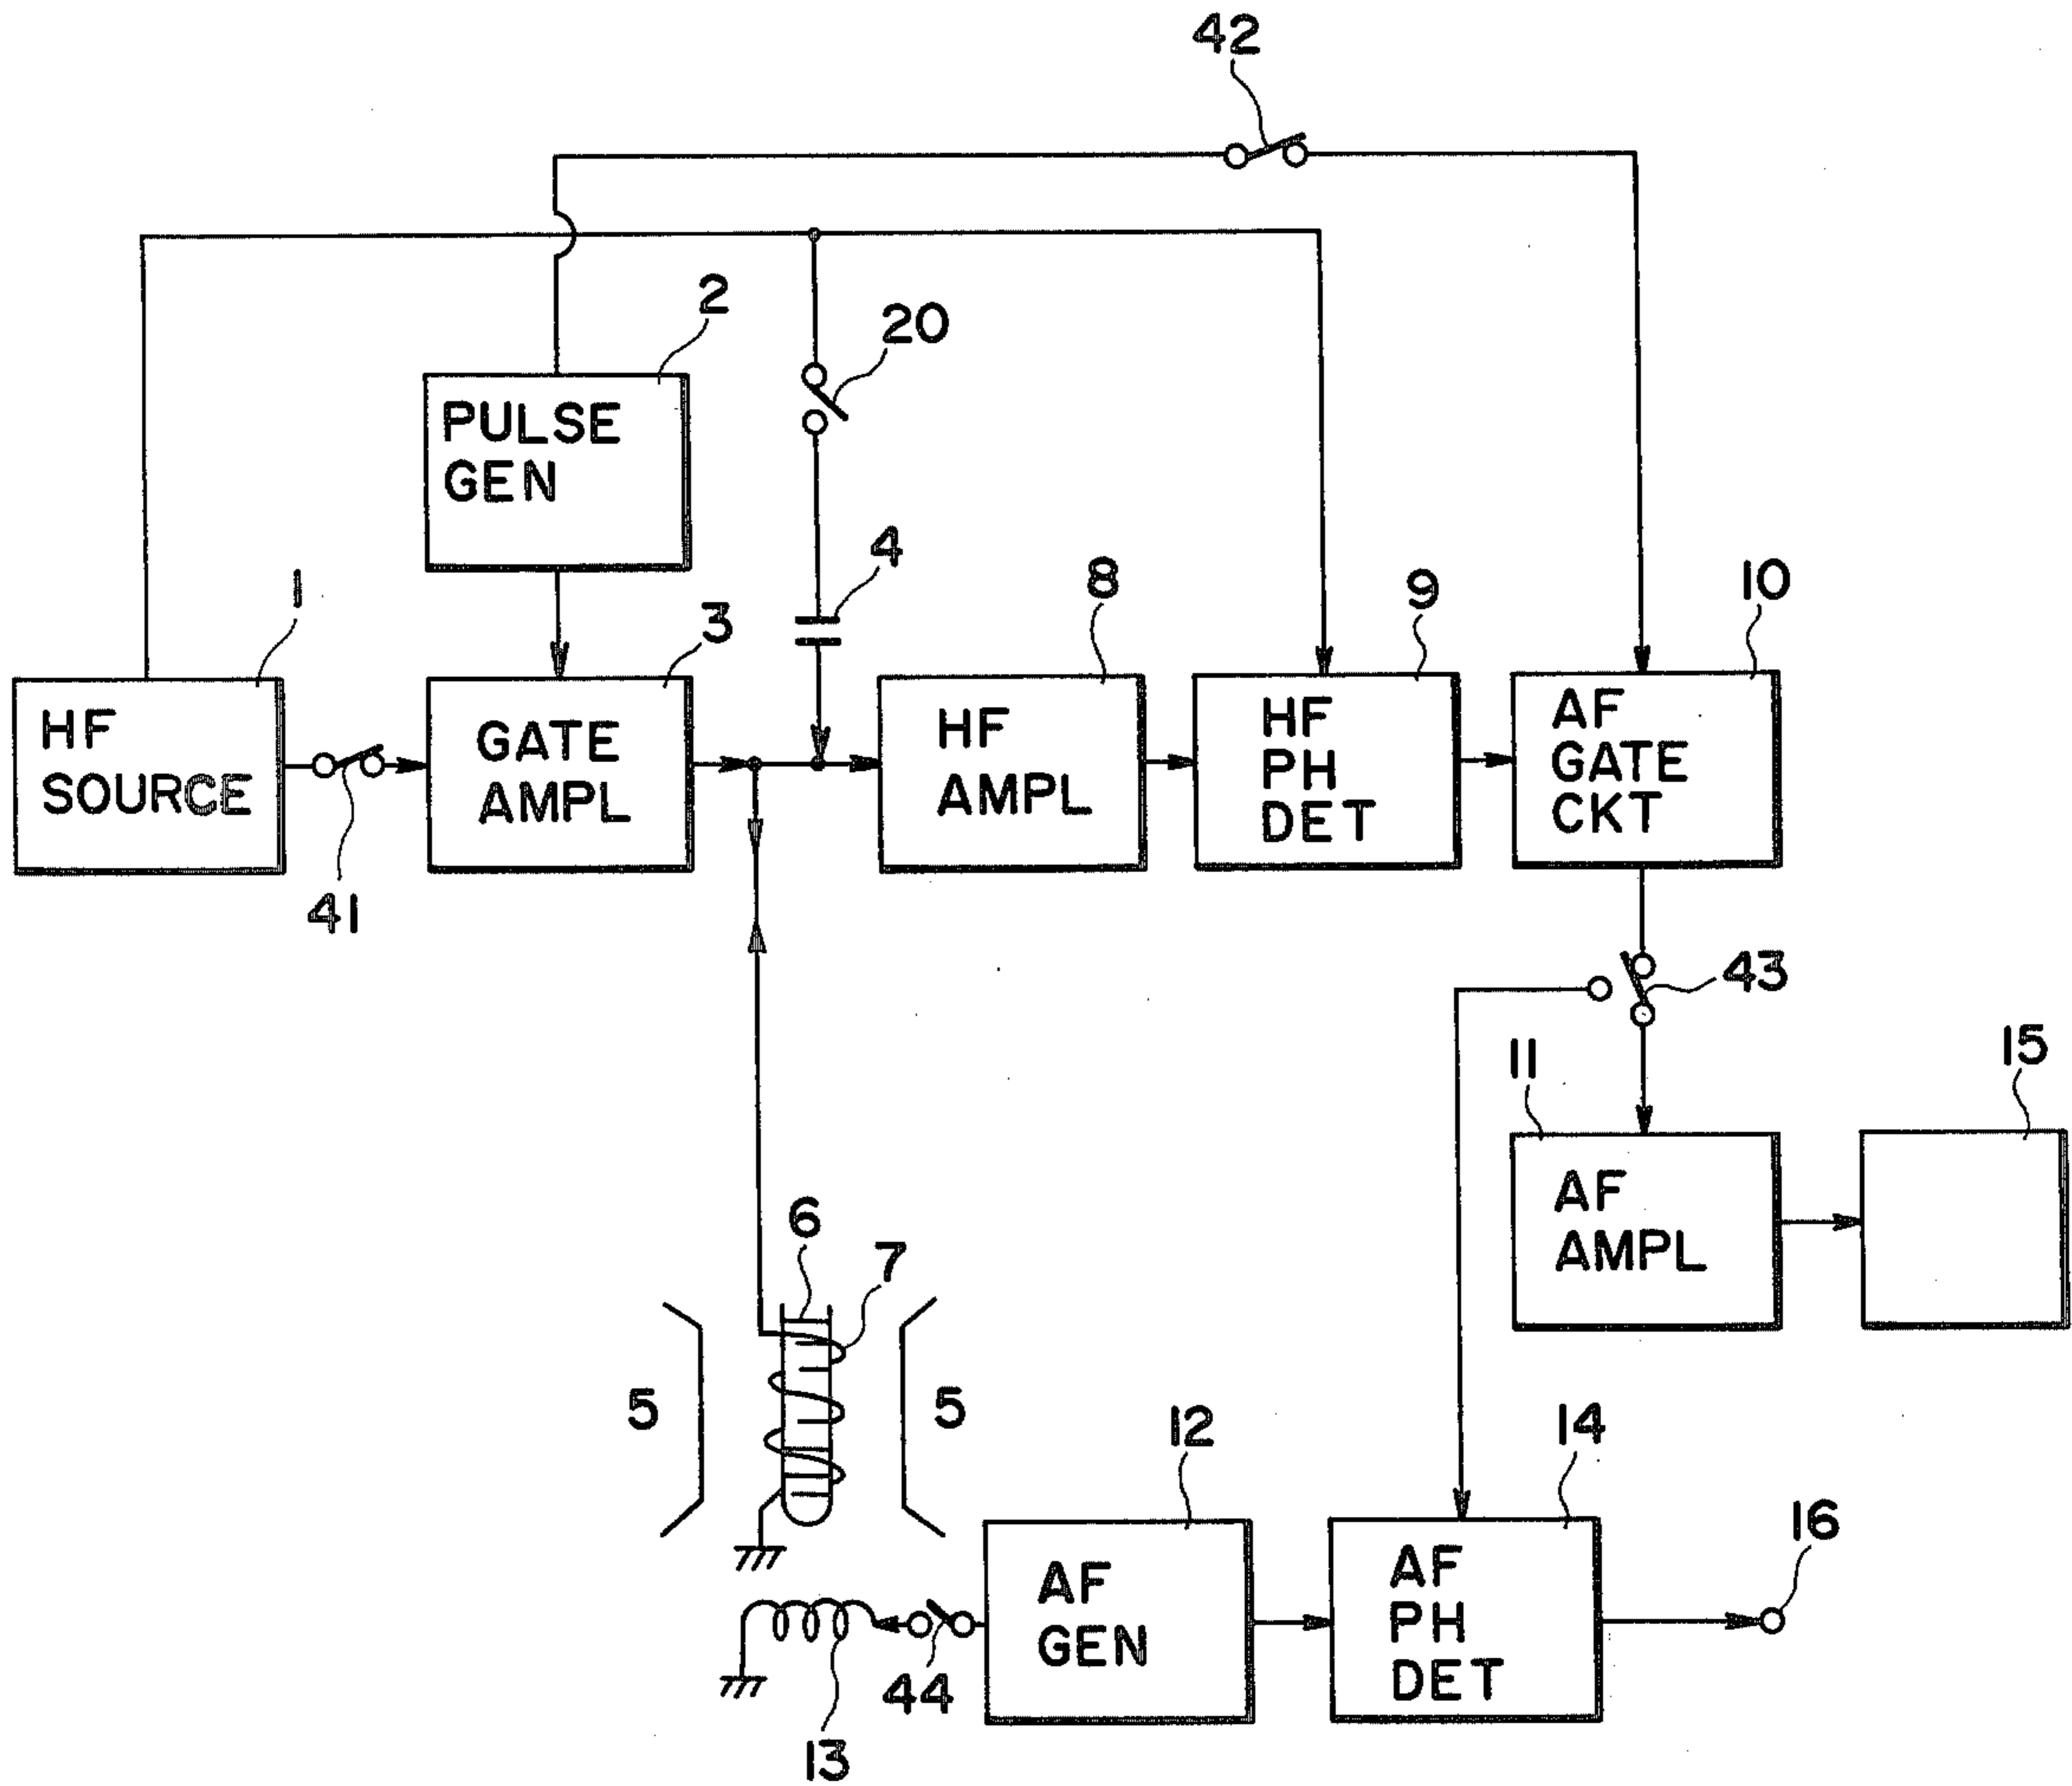 42
2
20
PULSE
GEN
4
1
3
8
9
10
HF
SOURCE
GATE
AMPL
HF
AMPL
HF
PH
DET
AF
GATE
CKT
41
43
11
15
AF
AMPL
6
7
5
5
12
14
16
AF
GEN
AF
PH
DET
44
13